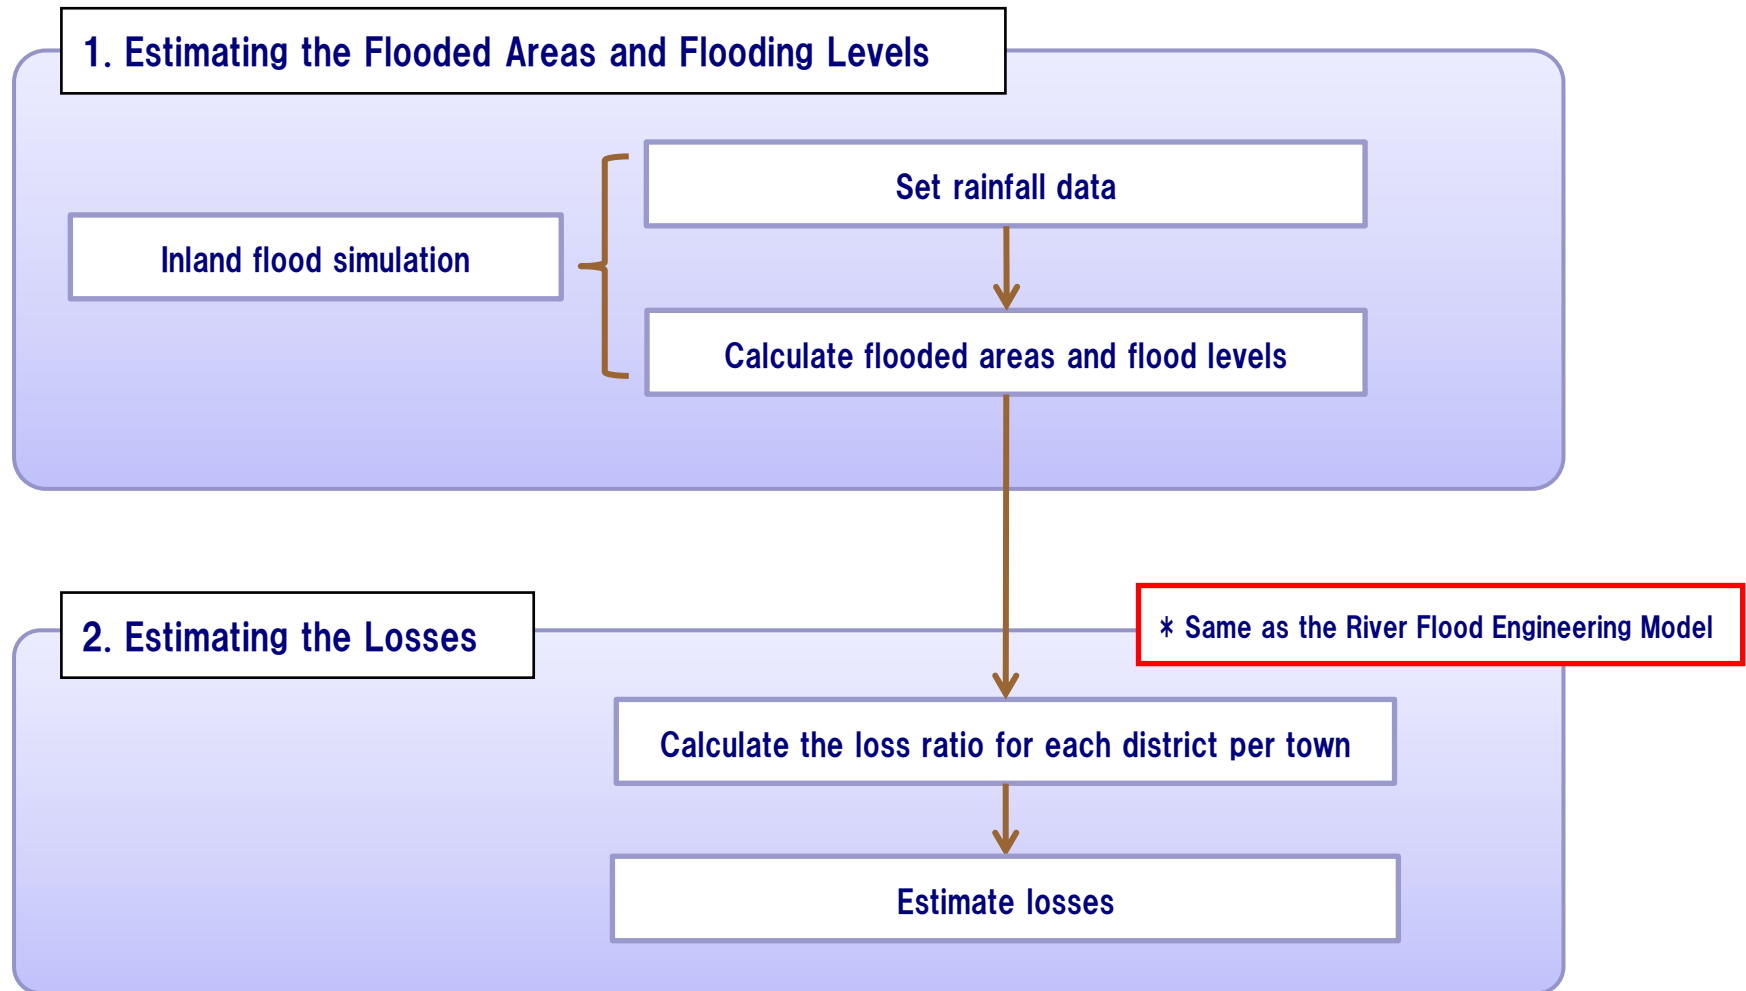 1. Estimating the Flooded Areas and Flooding Levels
Set rainfall data
Inland flood simulation
Calculate flooded areas and flood levels
* Same as the River Flood Engineering Model
2. Estimating the Losses
Calculate the loss ratio for each district per town
Estimate losses